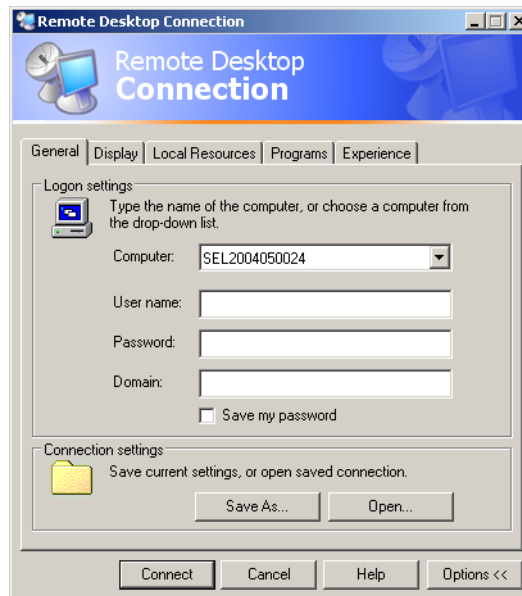 Remote Desktop Connection
Remote Desktop
Connection
General Display Local Resources Programs Experience
Logon settings
Type the name of the computer, or choose a computer from
the drop-down list.
Computer: SEL2004050024
User name:
Password:
Domain:
Save my password
Connection settings
Save current settings, or open saved connection.
Save As... Open...
Connect Cancel Help Options <<